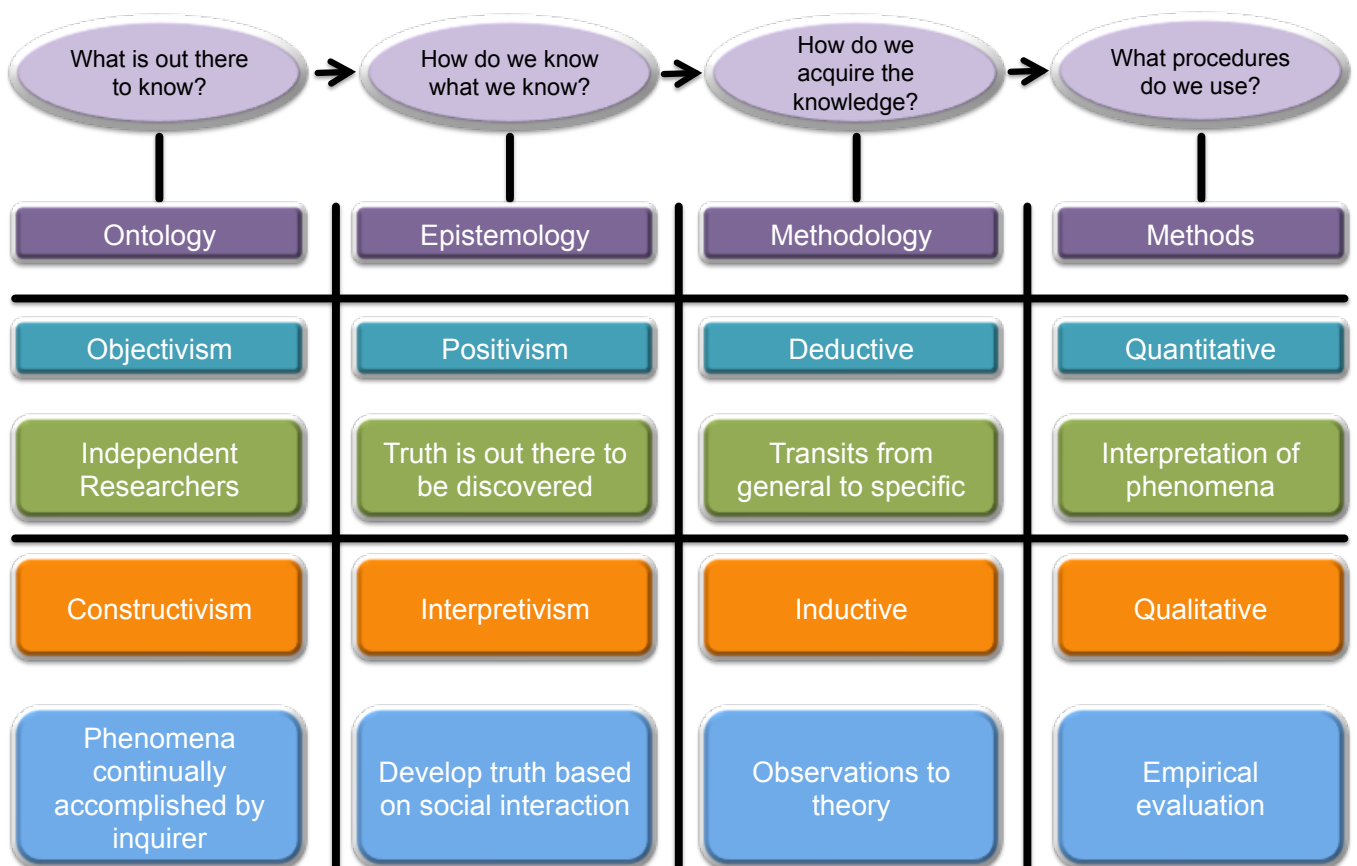 What is out there
to know?
How do we know
what we know?
How do we
acquire the
knowledge?
What procedures
do we use?
Ontology
Epistemology
Methodology
Methods
Objectivism
Positivism
Deductive
Quantitative
Independent
Researchers
Truth is out there to
be discovered
Transits from
general to specific
Interpretation of
phenomena
Constructivism
Interpretivism
Inductive
Qualitative
Phenomena
continually
accomplished by
inquirer
Develop truth based
on social interaction
Observations to
theory
Empirical
evaluation